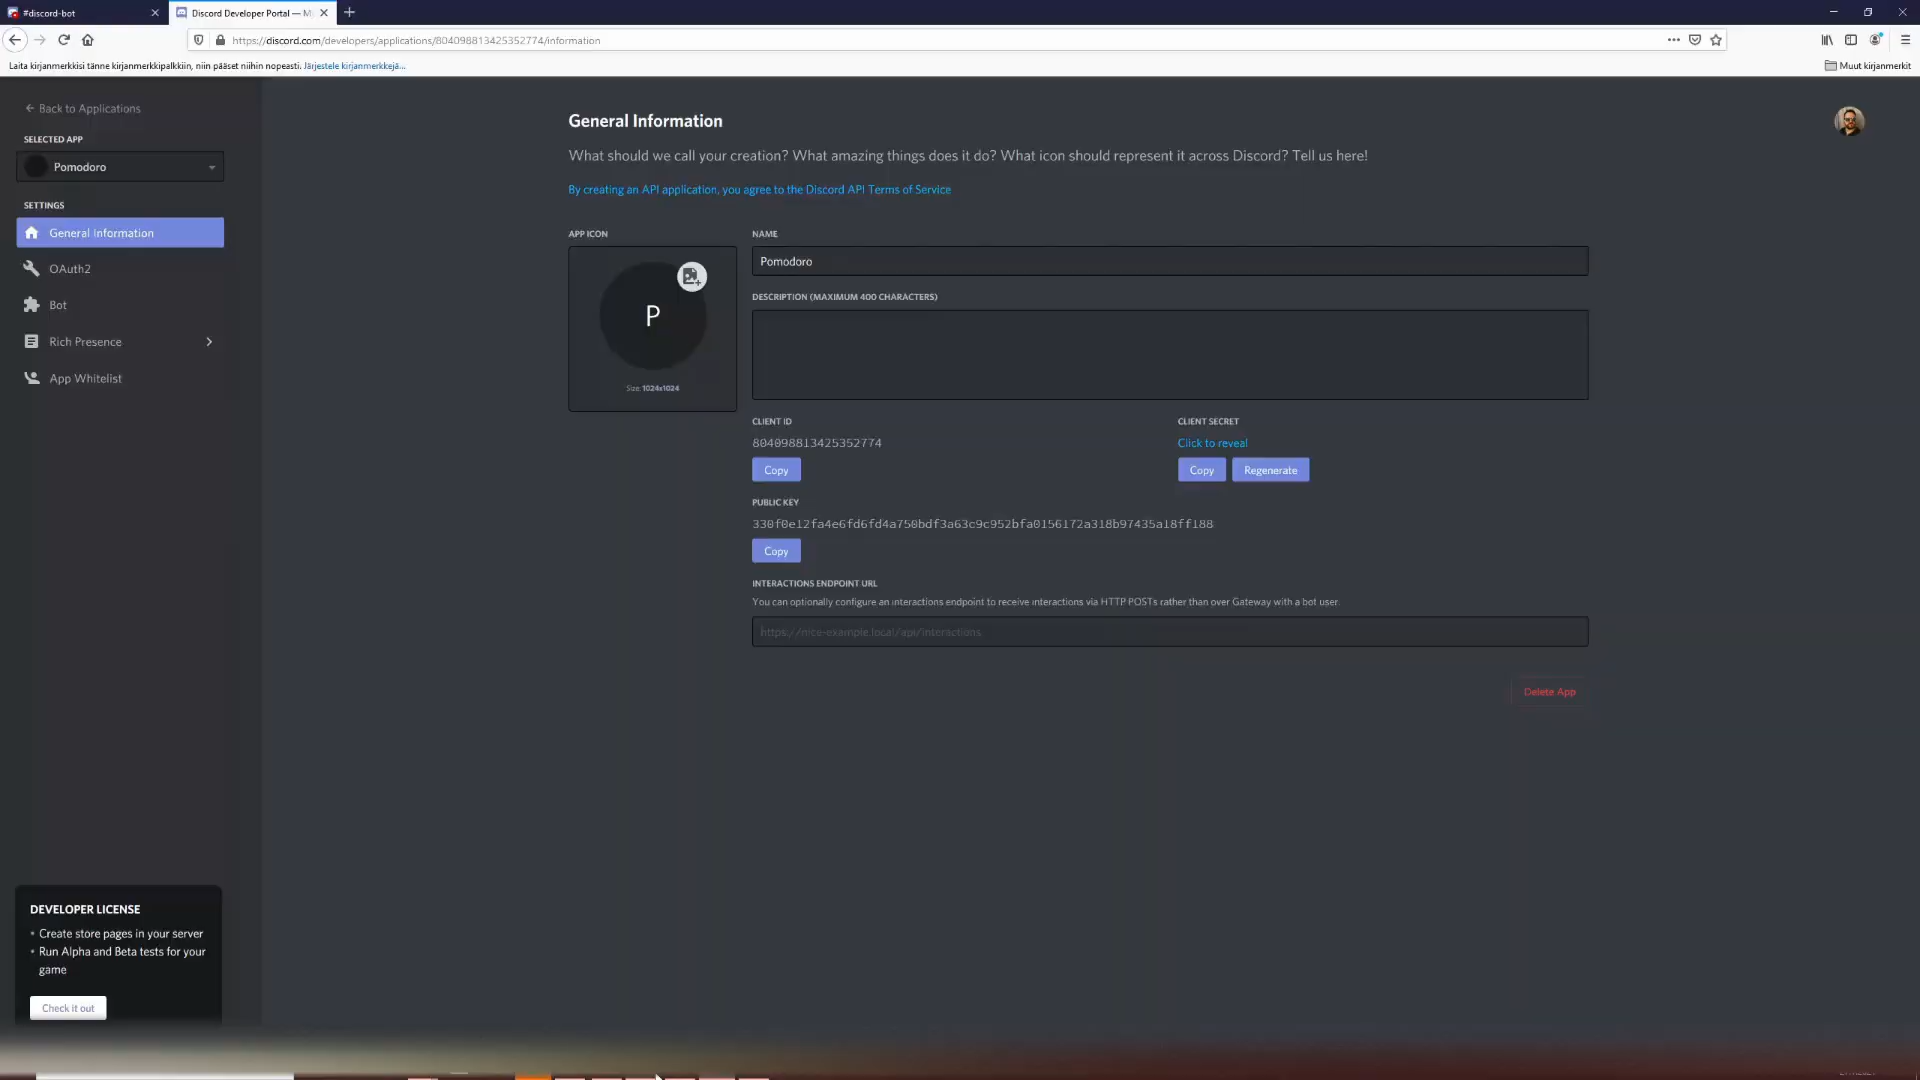 #discord-bot
Discord Developer Portal — M
https://discord.com/developers/applications/804098813425352774/information
Laita kirjanmerkkisi tänne kirjanmerkkipalkkiin, niin pääset niihin nopeasti. Järjestele kirjanmerkkejä...
Muut kirjanmerkit
Back to Applications
SELECTED APP
Pomodoro
SETTINGS
General Information
OAuth2
Bot
Rich Presence
App Whitelist
DEVELOPER LICENSE
• Create store pages in your server
• Run Alpha and Beta tests for your
game
Check it out
General Information
What should we call your creation? What amazing things does it do? What icon should represent it across Discord? Tell us here!
By creating an API application, you agree to the Discord API Terms of Service
APP ICON
P
Size: 1024x1024
NAME
Pomodoro
DESCRIPTION (MAXIMUM 400 CHARACTERS)
CLIENT ID
804098813425352774
Copy
CLIENT SECRET
Click to reveal
Copy
Regenerate
PUBLIC KEY
330f0e12fa4e6fd6fd4a750bdf3a63c9c952bfa0156172a318b97435a18ff188
Copy
INTERACTIONS ENDPOINT URL
You can optionally configure an interactions endpoint to receive interactions via HTTP POSTs rather than over Gateway with a bot user.
https://nice-example.local/api/interactions
Delete App